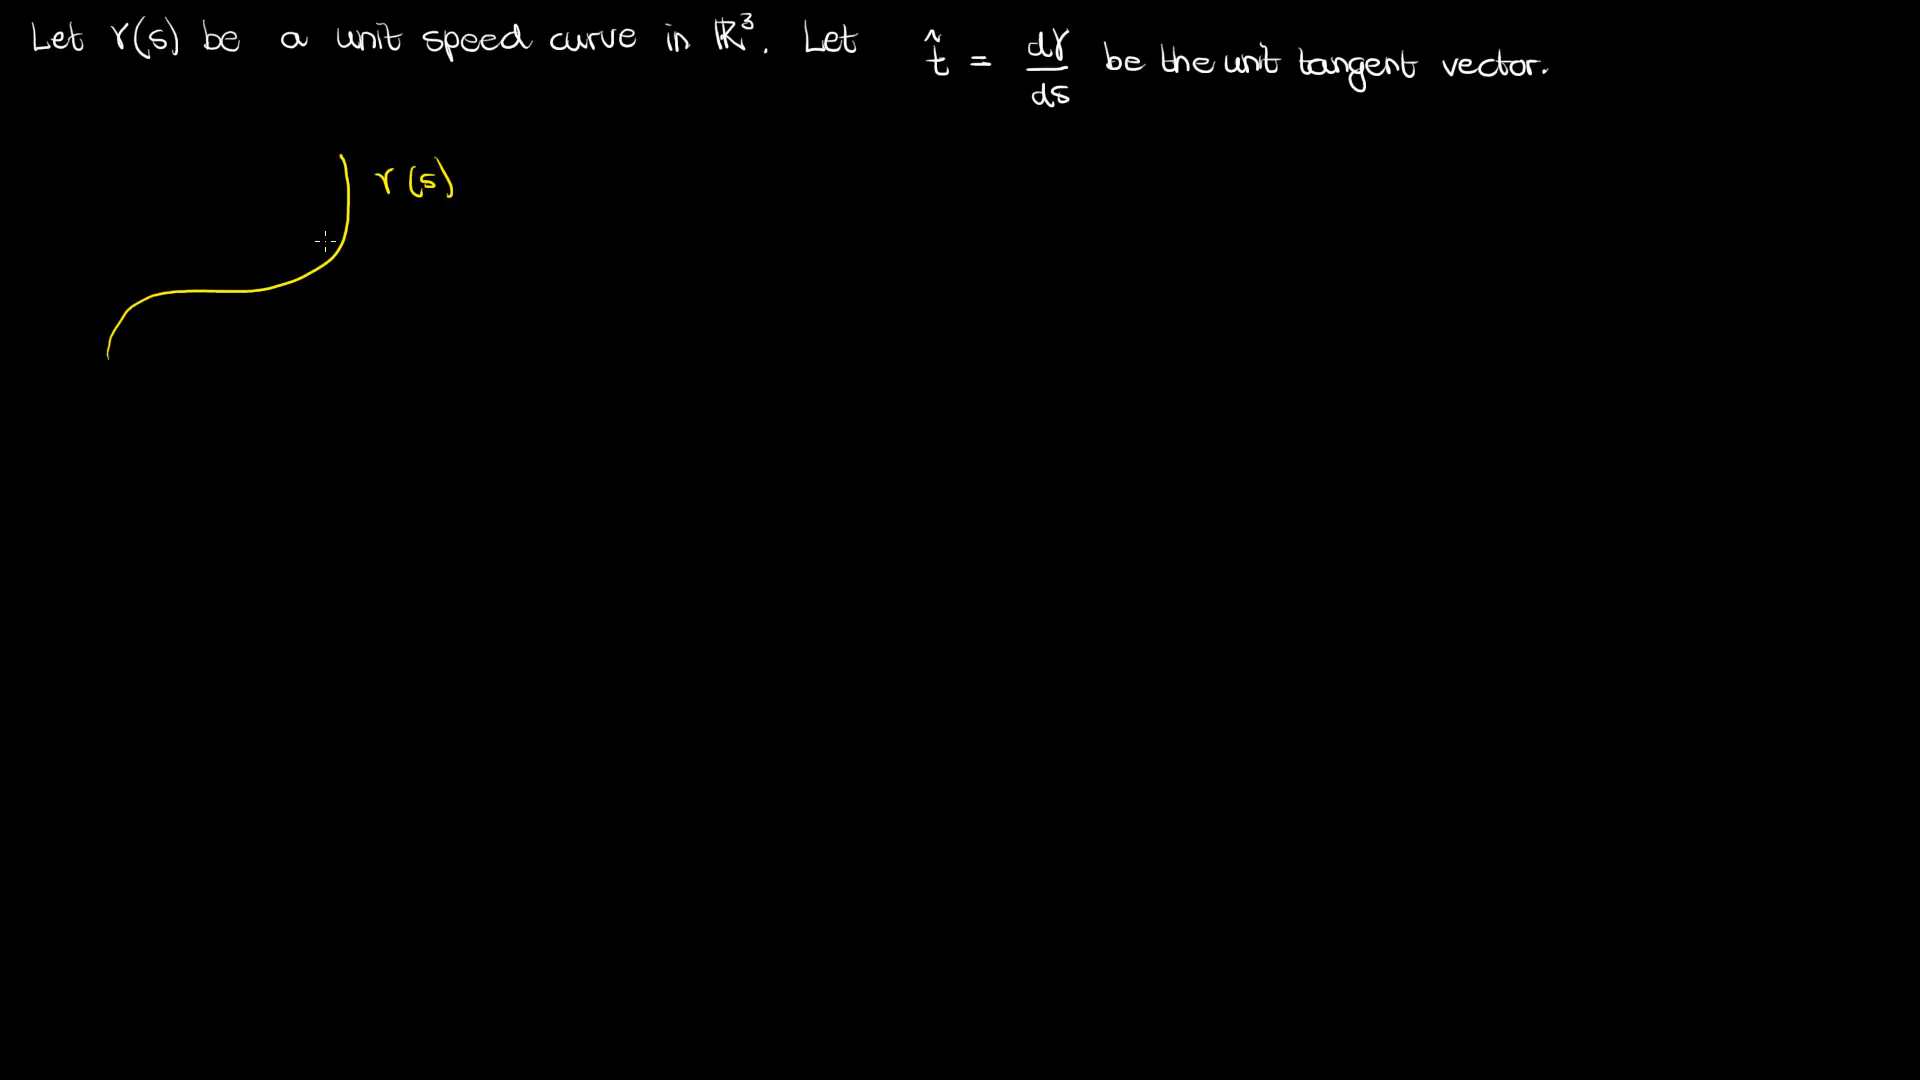 Let γ(s) be a unit speed curve in ℝ³. Let t̂ = dγ/ds be the unit tangent vector.
γ(s)